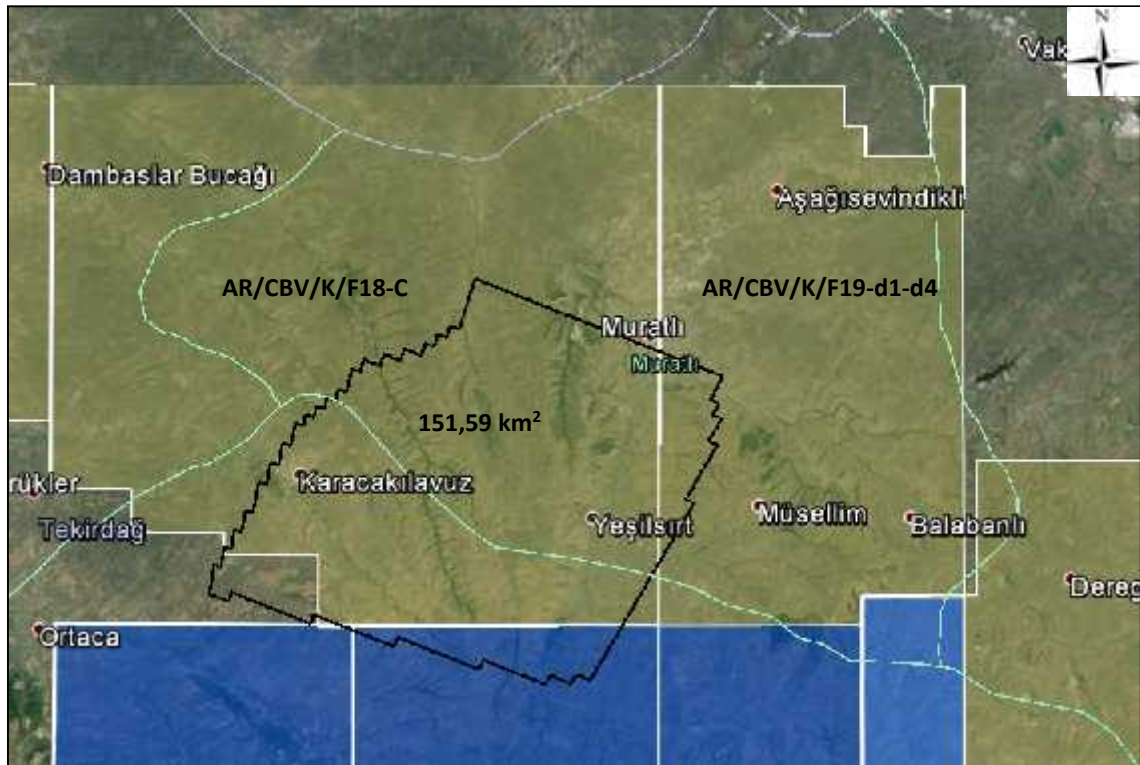 N
Vak
Dambaslar Bucağı
Aşağısevindikli
AR/CBV/K/F18-C
AR/CBV/K/F19-d1-d4
Muratlı
Muratlı
151,59 km²
Karacakılavuz
rükler
Yeşilsırt
Müsellim
Balabanlı
Tekirdağ
Dereg
Ortaca